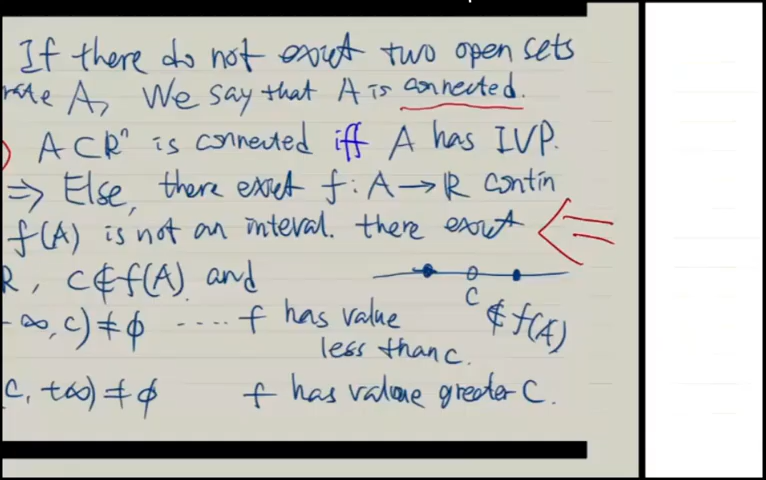 If there do not exist two open sets
rate A, We say that A is connected.
) A⊂Rⁿ is connected iff A has IVP.
⇒ Else, there exist f: A → R contin
f(A) is not an interval. there exist
R, C∉f(A) and
C ∉ f(A)
-∞, c) ≠ ϕ ..... f has value
less than c.
(c, +∞) ≠ ϕ f has value greater C.